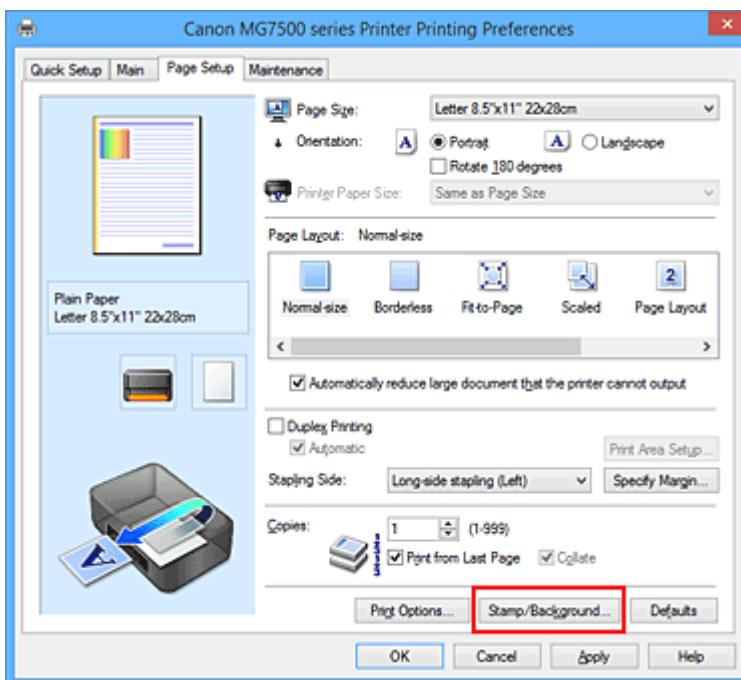 Canon MG7500 series Printer Printing Preferences
Quick Setup Main Page Setup Maintenance
Page Size: Letter 8.5"x11" 22x28cm
Orientation: A Portrait A Landscape
Rotate 180 degrees
Printer Paper Size: Same as Page Size
Page Layout: Normal-size
Plain Paper
Letter 8.5"x11" 22x28cm
2
Normal-size Borderless Fit-to-Page Scaled Page Layout
Automatically reduce large document that the printer cannot output
Duplex Printing
Automatic Print Area Setup...
Stapling Side: Long-side stapling (Left) Specify Margin...
Copies: 1 (1-999)
Print from Last Page Collate
A
Print Options... Stamp/Background... Defaults
OK Cancel Apply Help